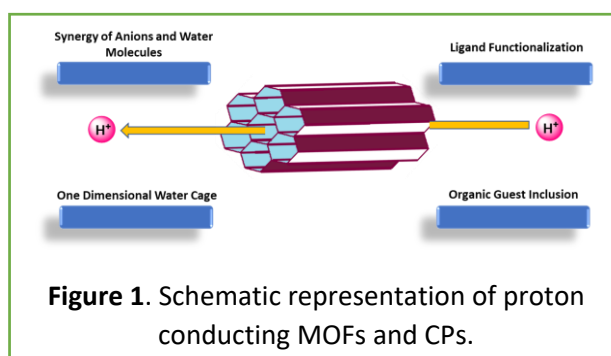 Synergy of Anions and Water
Molecules
Ligand Functionalization
H+
H+
One Dimensional Water Cage
Organic Guest Inclusion
Figure 1. Schematic representation of proton
conducting MOFs and CPs.